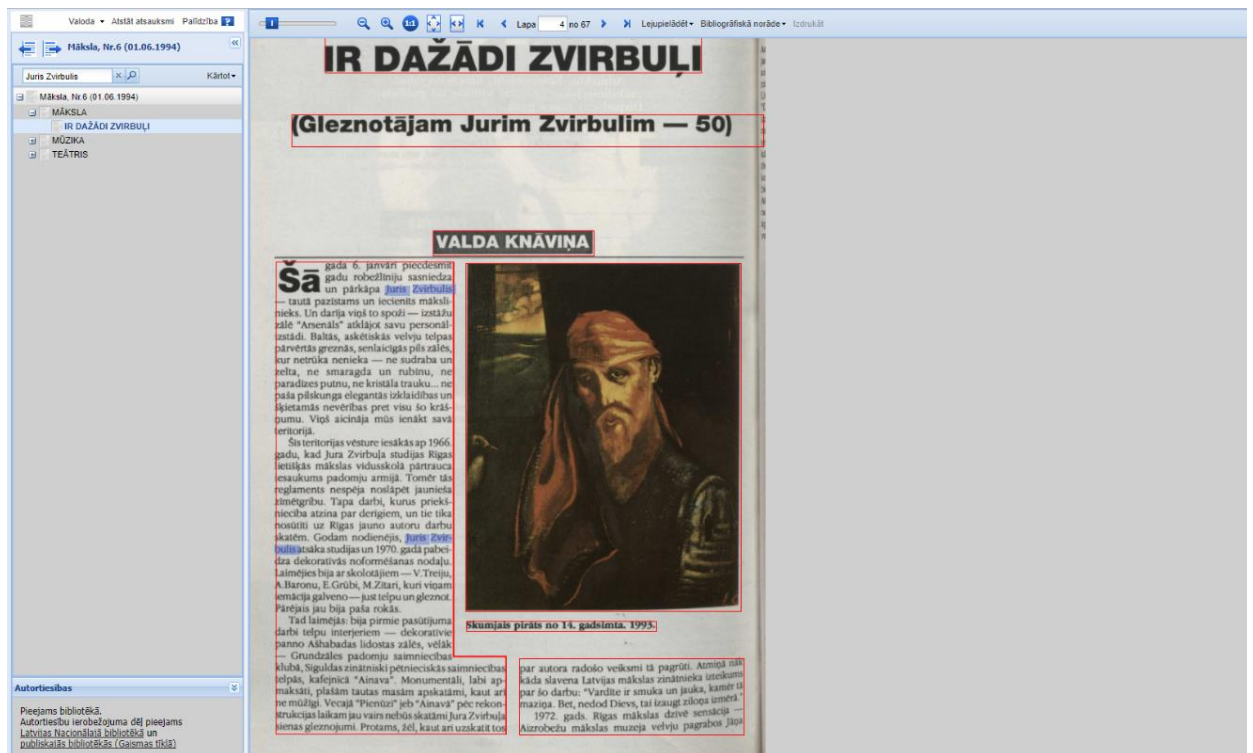 Valoda Atstāt atsauksmi Palīdzība ?
Māksla, Nr.6 (01.06.1994)
Juris Zvirbulis
Kārtot
Māksla, Nr.6 (01.06.1994)
MĀKSLA
IR DAŽĀDI ZVIRBUĻI
MŪZIKA
TEĀTRIS
Autortiesības
Pieejams bibliotēkā.
Autortiesību ierobežojuma dēļ pieejams
Latvijas Nacionālajā bibliotēkā un
publiskajās bibliotēkās (Gaismas tīklā)
1:1 Lapa 4 no 67 Lejupielādēt Bibliogrāfiskā norāde Izdrukāt
IR DAŽĀDI ZVIRBUĻI
(Gleznotājam Jurim Zvirbulim — 50)
VALDA KNĀVIŅA
Šā gada 6. janvārī piecdesmit
gadu robežlīniju sasniedza
un pārkāpa Juris Zvirbulis
— tautā pazīstams un iecienīts māksli-
nieks. Un darīja viņš to spoži — izstāžu
zālē "Arsenāls" atklājot savu personāl-
izstādi. Baltās, askētiskās velvju telpas
pārvērtās greznās, senlaicīgās pils zālēs,
kur netrūka nenieka — ne sudraba un
zelta, ne smaragda un rubīnu, ne
paradīzes putnu, ne kristāla trauku... ne
paša pilskunga elegantās izklaidības un
šķietamās nevērības pret visu šo krāš-
ņumu. Viņš aicināja mūs ienākt savā
teritorijā.
Šīs teritorijas vēsture iesākās ap 1966.
gadu, kad Jura Zvirbuļa studijas Rīgas
lietišķās mākslas vidusskolā pārtrauca
iesaukums padomju armijā. Tomēr tās
reglaments nespēja noslāpēt jaunieša
zīmētgribu. Tapa darbi, kurus priekš-
niecība atzina par derīgiem, un tie tika
nosūtīti uz Rīgas jauno autoru darbu
skatēm. Godam nodienējis, Juris Zvir-
bulis atsāka studijas un 1970. gadā pabei-
dza dekoratīvās noformēšanas nodaļu.
Laimējies bija ar skolotājiem — V.Treiju,
A.Baronu, E.Grūbi, M.Zītari, kuri viņam
iemācīja galveno — just telpu un gleznot.
Pārējais jau bija paša rokās.
Tad laimējās: bija pirmie pasūtījuma
darbi telpu interjeriem — dekoratīvie
panno Ašhabadas lidostas zālēs, vēlāk
— Grundzāles padomju saimniecības
klubā, Siguldas zinātniski pētnieciskās saimniecības
telpās, kafejnīcā "Ainava". Monumentāli, labi ap-
maksāti, plašām tautas masām apskatāmi, kaut arī
ne mūžīgi. Vecajā "Pienūzī" jeb "Ainavā" pēc rekon-
strukcijas laikam jau vairs nebūs skatāmi Jura Zvirbuļa
sienas gleznojumi. Protams, žēl, kaut arī uzskatīt tos
Skumjais pirāts no 14. gadsimta. 1993.
par autora radošo veiksmi tā pagrūti. Atmiņā nāk
kāda slavena Latvijas mākslas zinātnieka izteikums
par šo darbu: "Vardīte ir smuka un jauka, kamēr tā
maziņa. Bet, nedod Dievs, tai izaugt ziloņa izmērā."
1972. gads. Rīgas mākslas dzīvē sensācija —
Aizrobežu mākslas muzeja velvju pagrabos Jāņa